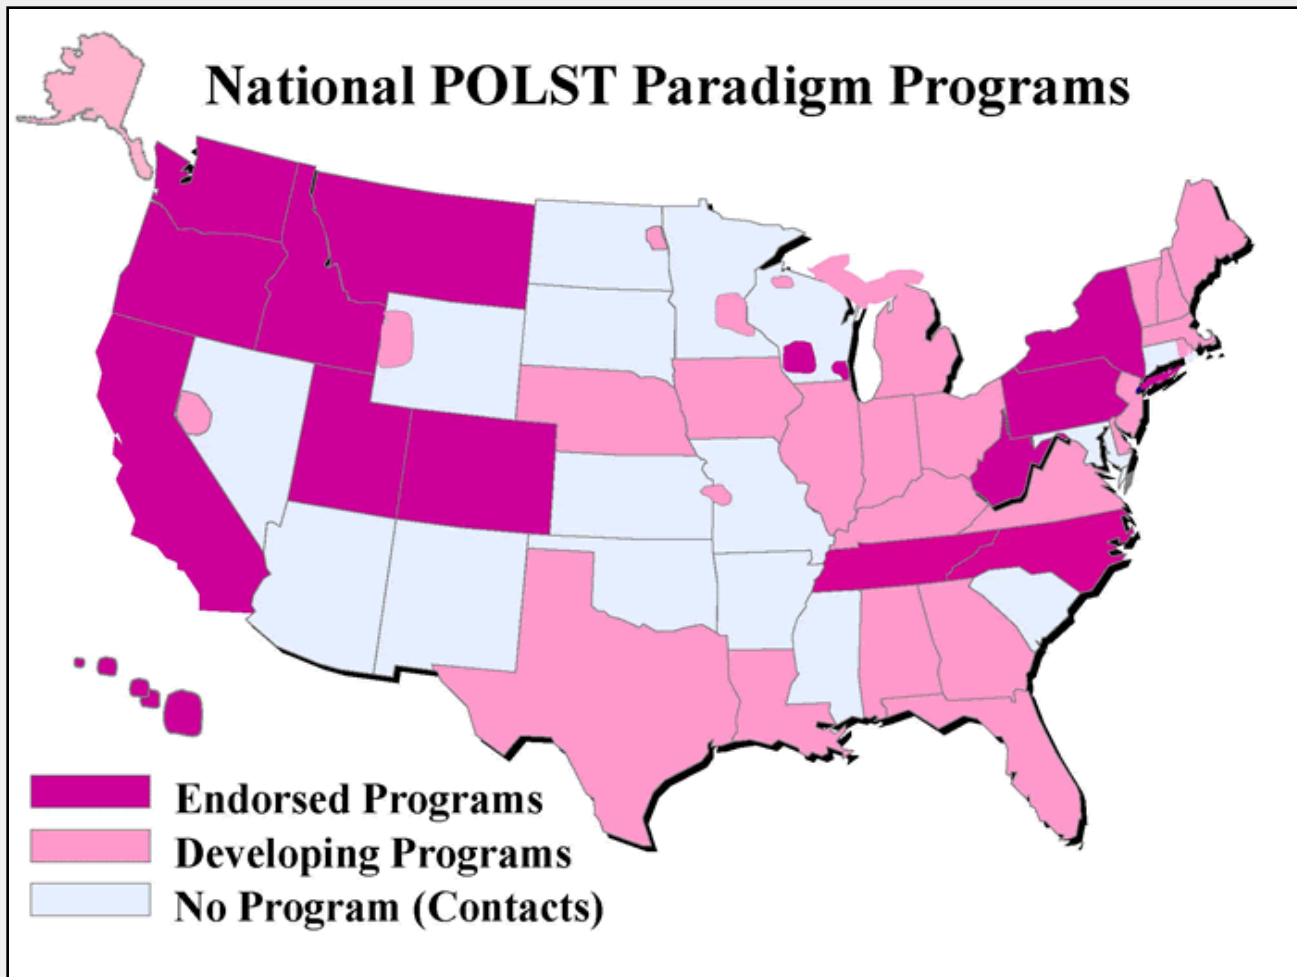 National POLST Paradigm Programs
Endorsed Programs
Developing Programs
No Program (Contacts)